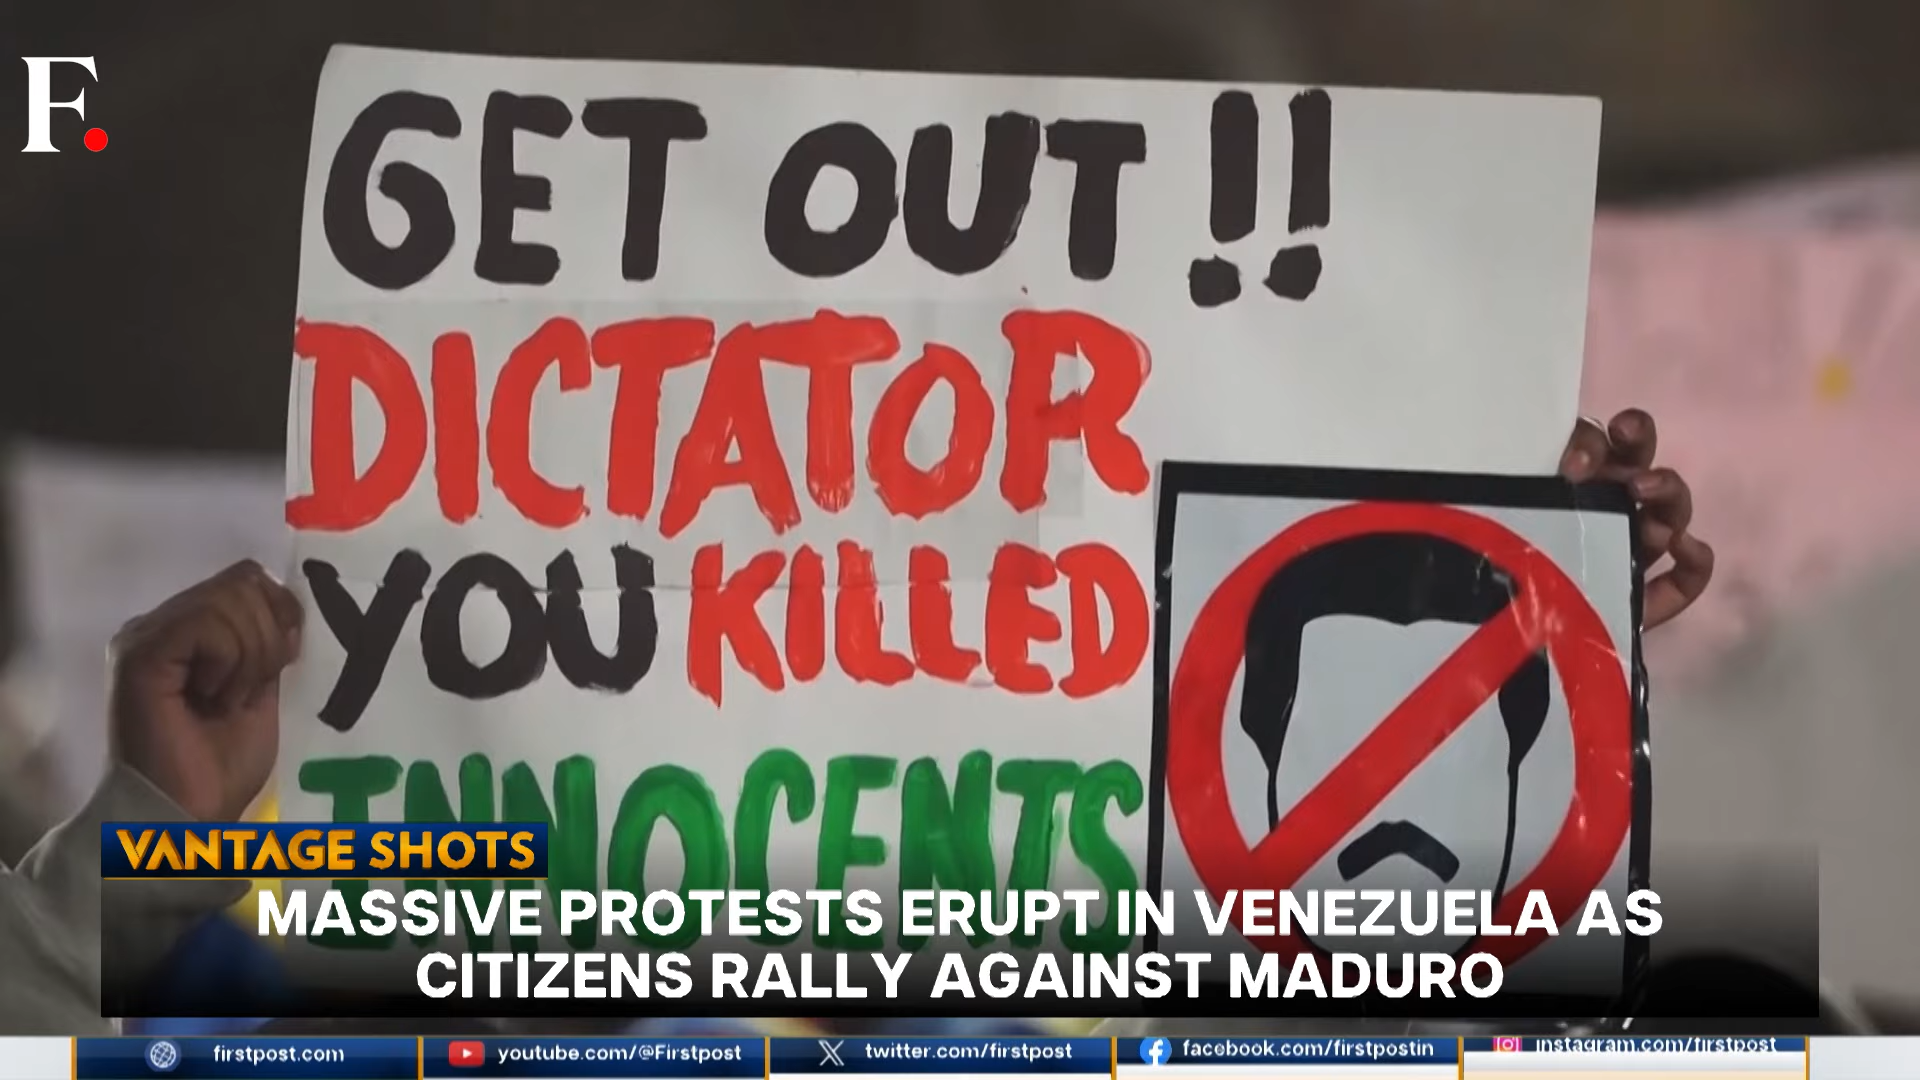 F.
GET OUT !!
DICTATOR
YOU KILLED
INNOCENTS
VANTAGE SHOTS
MASSIVE PROTESTS ERUPT IN VENEZUELA AS
CITIZENS RALLY AGAINST MADURO
firstpost.com
youtube.com/@Firstpost
twitter.com/firstpost
facebook.com/firstpostin
instagram.com/firstpost